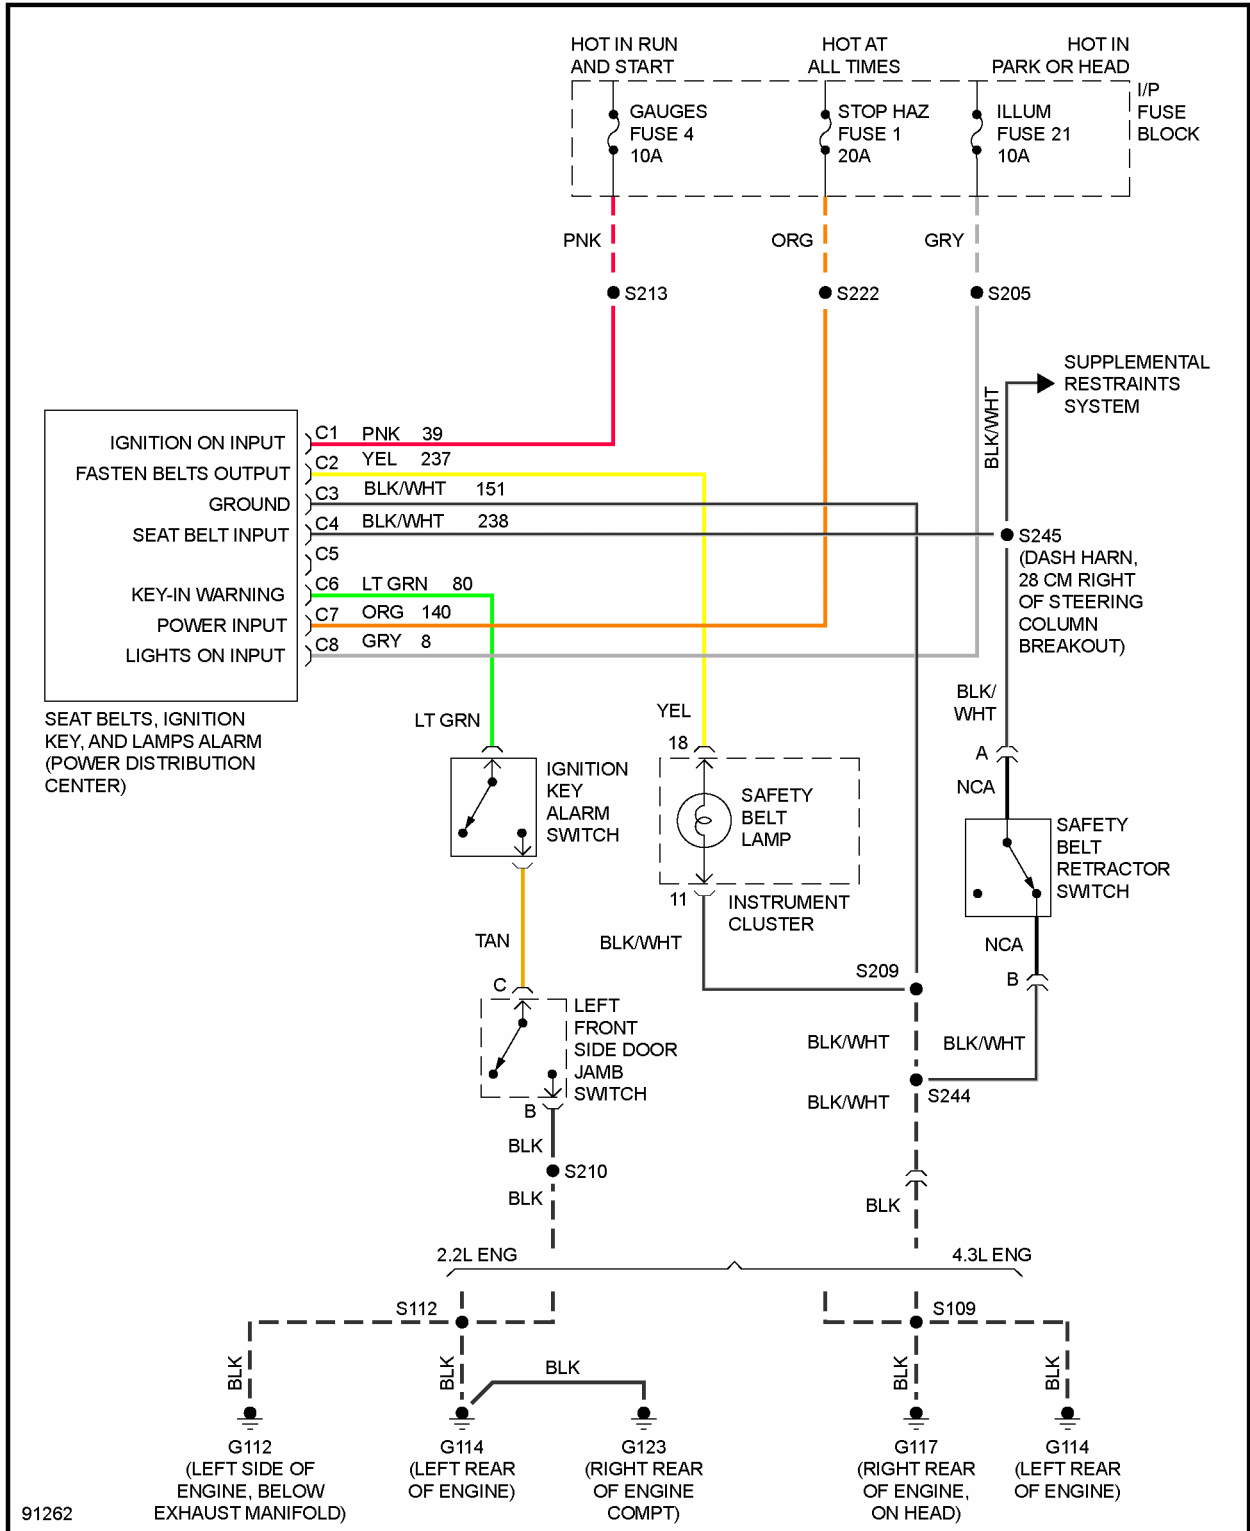 HOT IN RUN
AND START
HOT AT
ALL TIMES
HOT IN
PARK OR HEAD
GAUGES
FUSE 4
10A
STOP HAZ
FUSE 1
20A
ILLUM
FUSE 21
10A
I/P
FUSE
BLOCK
PNK
ORG
GRY
S213
S222
S205
SUPPLEMENTAL
RESTRAINTS
SYSTEM
BLK/WHT
IGNITION ON INPUT
C1
PNK 39
FASTEN BELTS OUTPUT
C2
YEL 237
GROUND
C3
BLK/WHT 151
SEAT BELT INPUT
C4
BLK/WHT 238
C5
KEY-IN WARNING
C6
LT GRN 80
POWER INPUT
C7
ORG 140
LIGHTS ON INPUT
C8
GRY 8
S245
(DASH HARN,
28 CM RIGHT
OF STEERING
COLUMN
BREAKOUT)
SEAT BELTS, IGNITION
KEY, AND LAMPS ALARM
(POWER DISTRIBUTION
CENTER)
LT GRN
YEL
18
BLK/
WHT
A
NCA
IGNITION
KEY
ALARM
SWITCH
SAFETY
BELT
LAMP
SAFETY
BELT
RETRACTOR
SWITCH
11
INSTRUMENT
CLUSTER
TAN
BLK/WHT
NCA
S209
B
C
LEFT
FRONT
SIDE DOOR
JAMB
SWITCH
BLK/WHT
BLK/WHT
B
BLK/WHT
S244
BLK
S210
BLK
BLK
2.2L ENG
4.3L ENG
S112
S109
BLK
BLK
BLK
BLK
BLK
G112
(LEFT SIDE OF
ENGINE, BELOW
EXHAUST MANIFOLD)
G114
(LEFT REAR
OF ENGINE)
G123
(RIGHT REAR
OF ENGINE
COMPT)
G117
(RIGHT REAR
OF ENGINE,
ON HEAD)
G114
(LEFT REAR
OF ENGINE)
91262